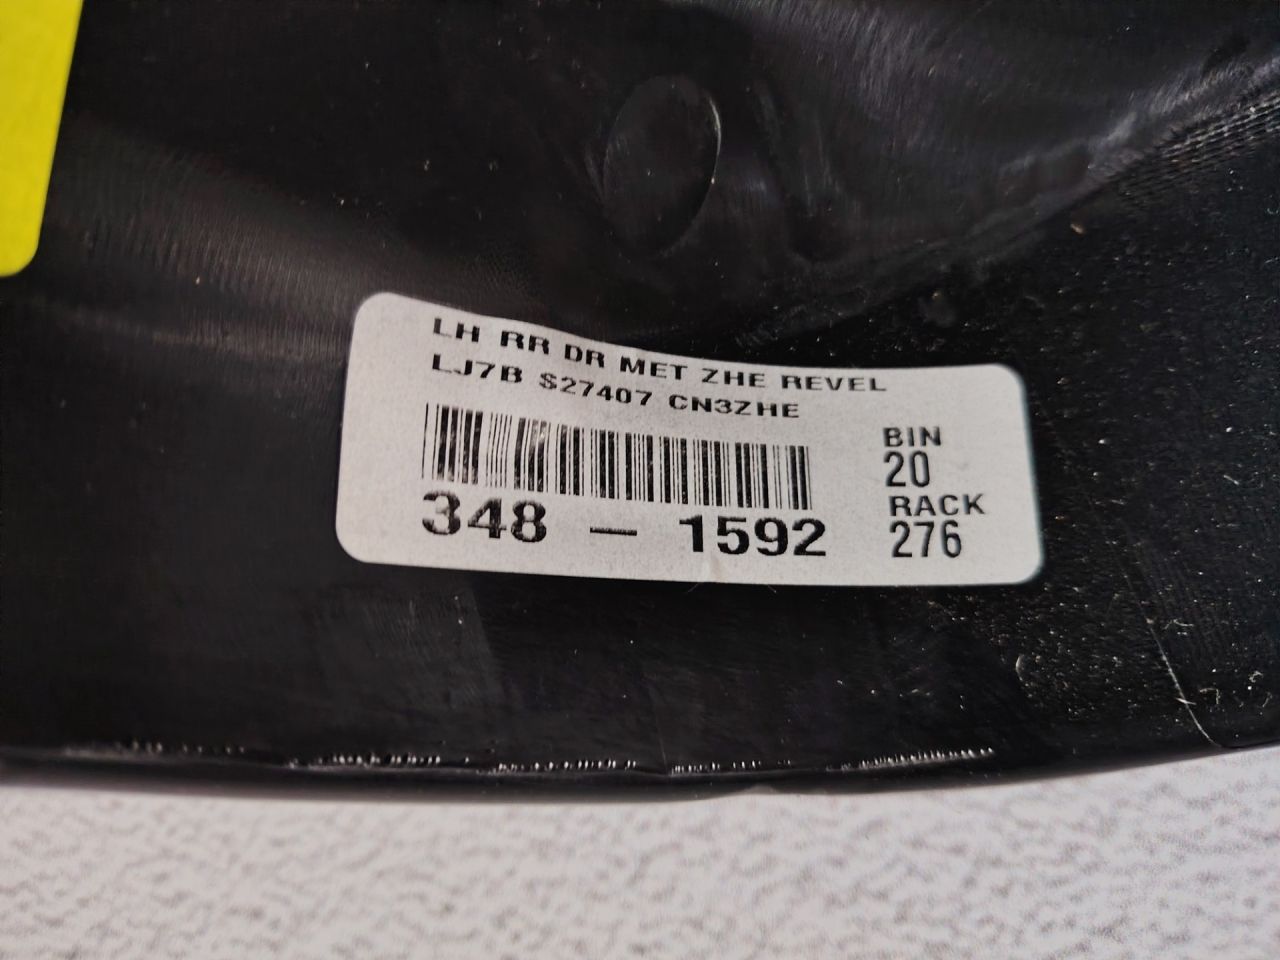 LH RR DR MET ZHE REVEL
LJ7B S27407 CN3ZHE
348 - 1592
BIN
20
RACK
276